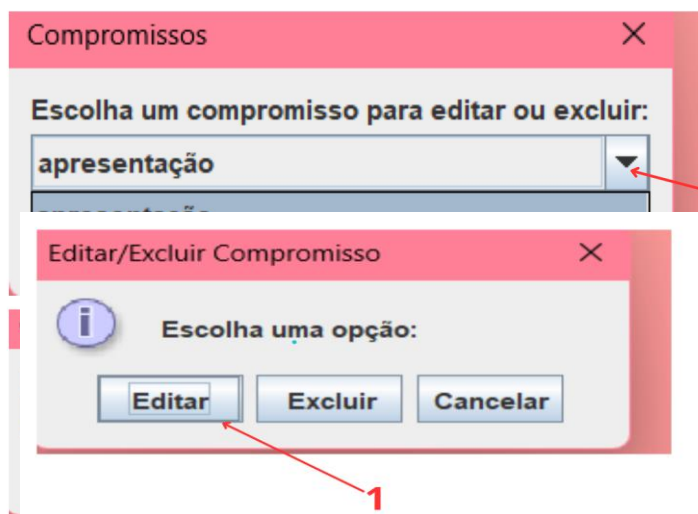 Compromissos
Escolha um compromisso para editar ou excluir:
apresentação
apresentação
Editar/Excluir Compromisso
Escolha uma opção:
Editar Excluir Cancelar
1